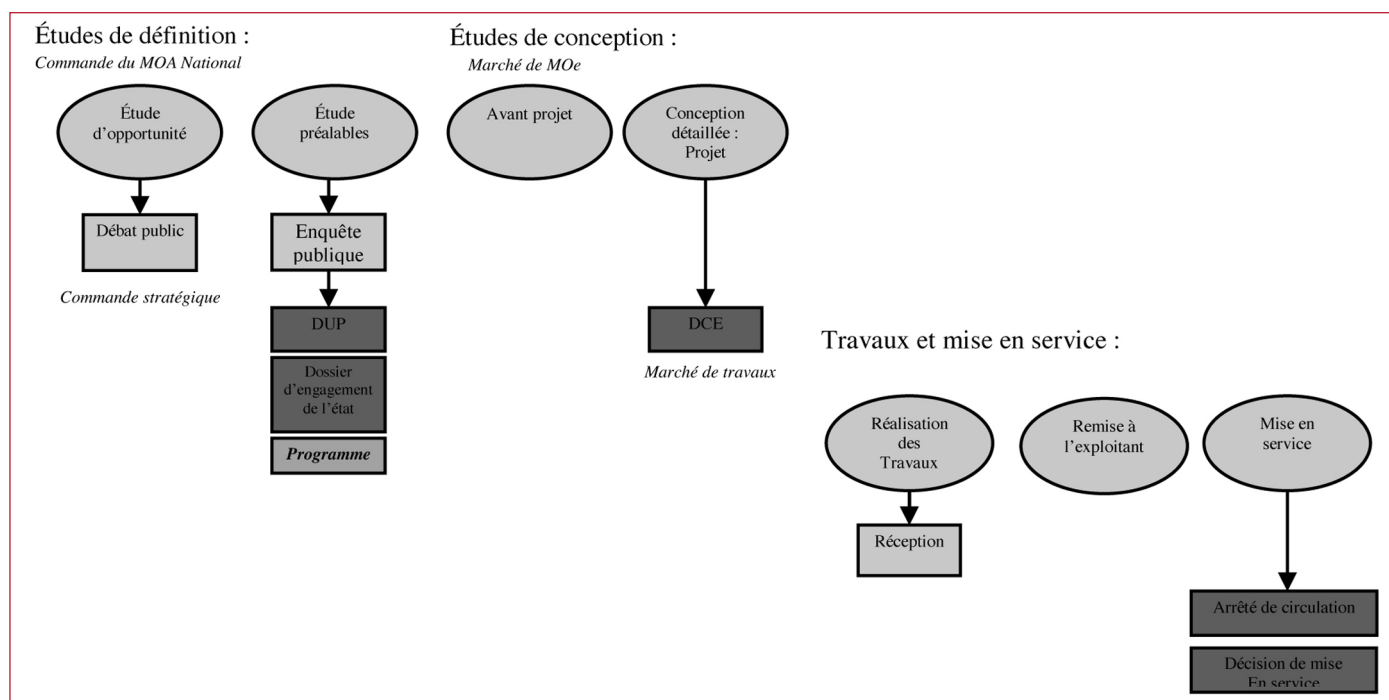 Études de définition :
Commande du MOA National
Étude
d'opportunité
Débat public
Commande stratégique
Étude
préalables
Enquête
publique
DUP
Dossier
d'engagement
de l'état
Programme
Études de conception :
Marché de MOe
Avant projet
Conception
détaillée :
Projet
DCE
Marché de travaux
Travaux et mise en service :
Réalisation
des
Travaux
Réception
Remise à
l'exploitant
Mise en
service
Arrêté de circulation
Décision de mise
En service